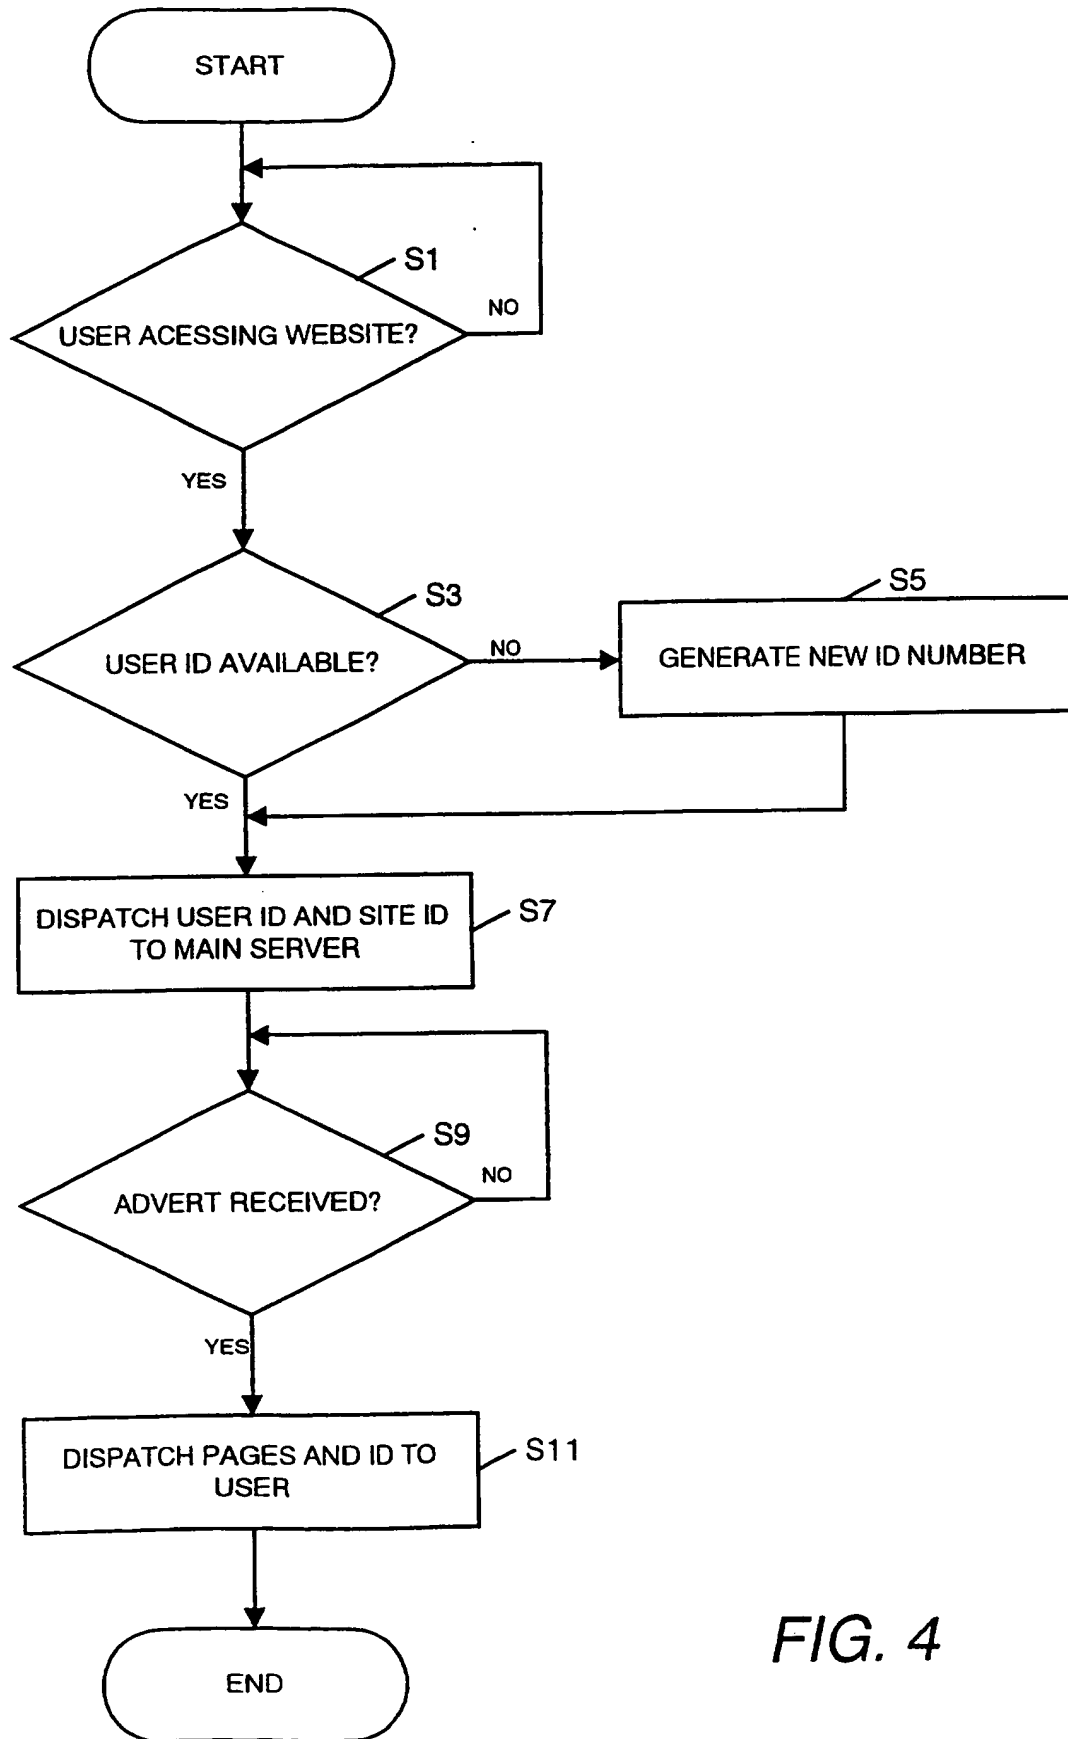 START
S1
NO
USER ACESSING WEBSITE?
YES
S3
S5
USER ID AVAILABLE?
NO
GENERATE NEW ID NUMBER
YES
DISPATCH USER ID AND SITE ID
TO MAIN SERVER
S7
S9
NO
ADVERT RECEIVED?
YES
DISPATCH PAGES AND ID TO
USER
S11
END
FIG. 4